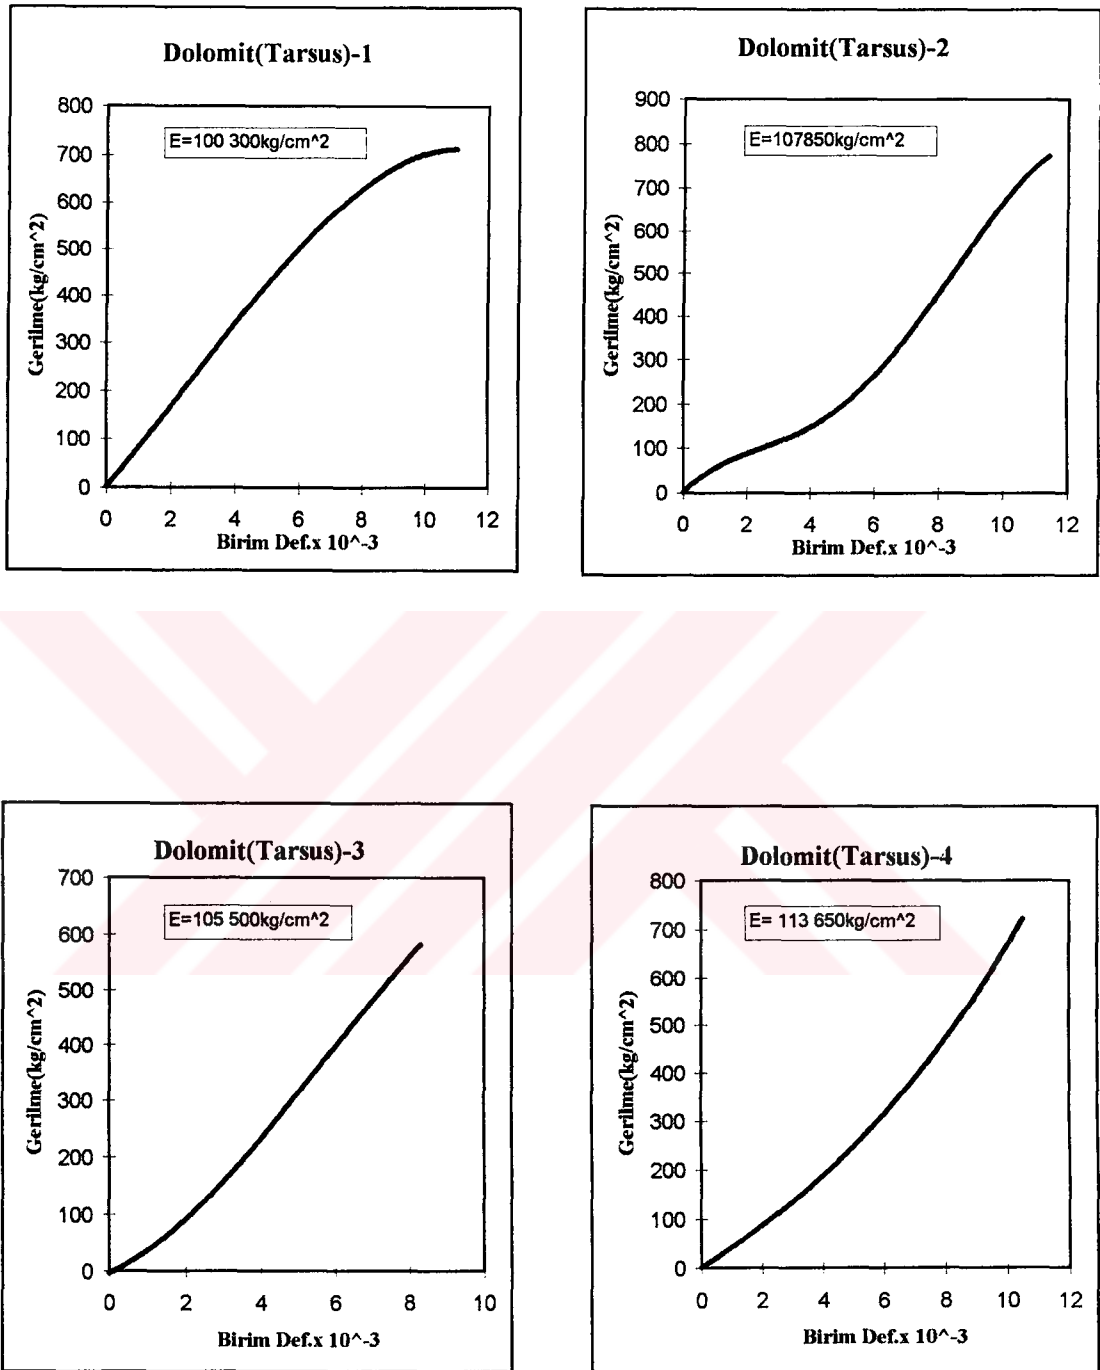 Dolomit(Tarsus)-1
E=100 300kg/cm^2
Gerilme(kg/cm^2)
800
700
600
500
400
300
200
100
0
0 2 4 6 8 10 12
Birim Def.x 10^-3
Dolomit(Tarsus)-2
E=107850kg/cm^2
Gerilme(kg/cm^2)
900
800
700
600
500
400
300
200
100
0
0 2 4 6 8 10 12
Birim Def.x 10^-3
Dolomit(Tarsus)-3
E=105 500kg/cm^2
Gerilme(kg/cm^2)
700
600
500
400
300
200
100
0
0 2 4 6 8 10
Birim Def.x 10^-3
Dolomit(Tarsus)-4
E= 113 650kg/cm^2
Gerilme(kg/cm^2)
800
700
600
500
400
300
200
100
0
0 2 4 6 8 10 12
Birim Def.x 10^-3